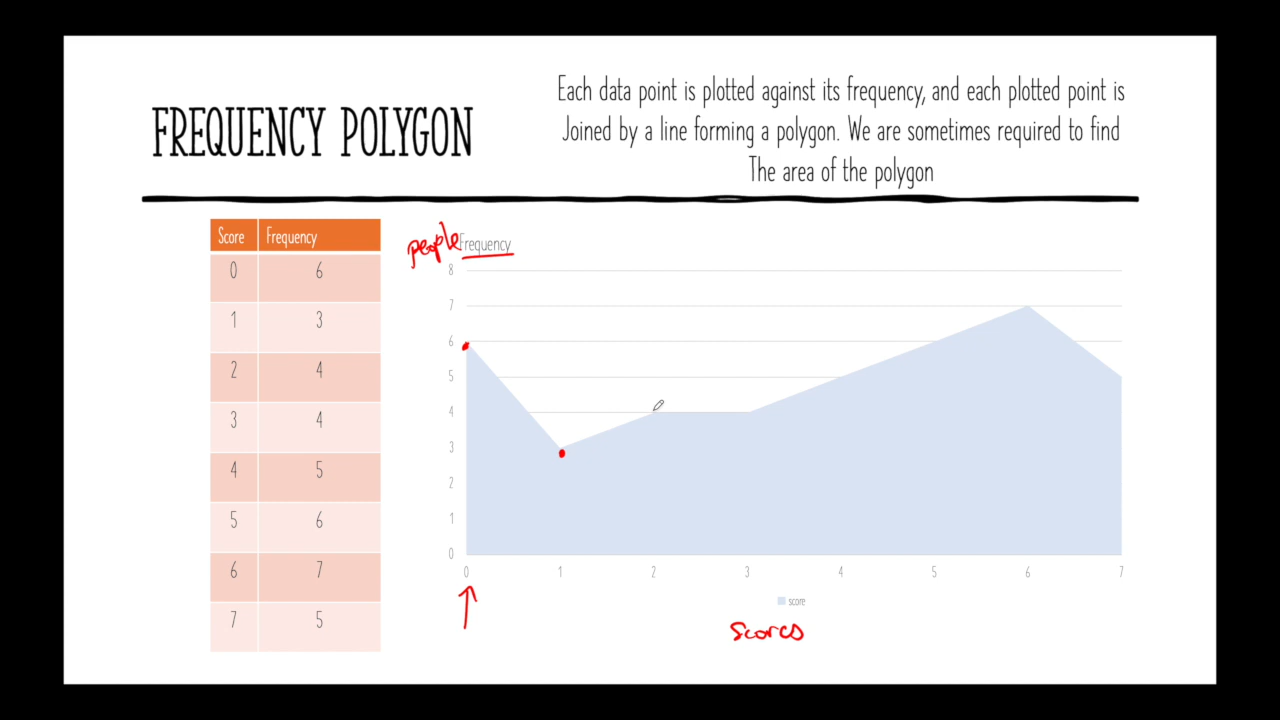 Each data point is plotted against its frequency, and each plotted point is
FREQUENCY POLYGON
Joined by a line forming a polygon. We are sometimes required to find
The area of the polygon
Score Frequency
0 6
1 3
2 4
3 4
4 5
5 6
6 7
7 5
people Frequency
8
7
6
5
4
3
2
1
0
0 1 2 3 4 5 6 7
score
Scores